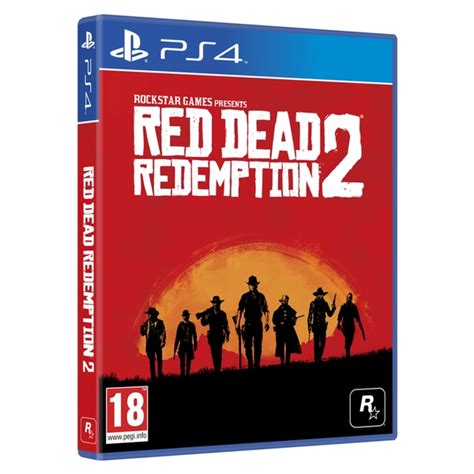 PS4
PS4
ROCKSTAR GAMES PRESENTS
RED DEAD
REDEMPTION 2
RED DEAD REDEMPTION 2
18
www.pegi.info
R
R